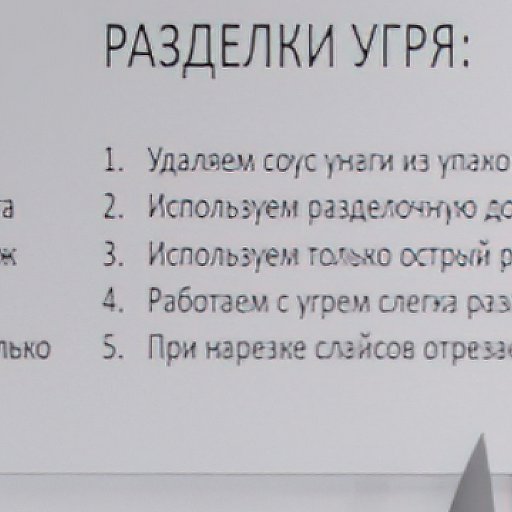 РАЗДЕЛКИ УГРЯ:
1. Удаляем соус унаги из упако
2. Используем разделочную до
3. Используем только острый р
4. Работаем с угрем слегка раз
5. При нарезке слайсов отреза
та
ж
лько